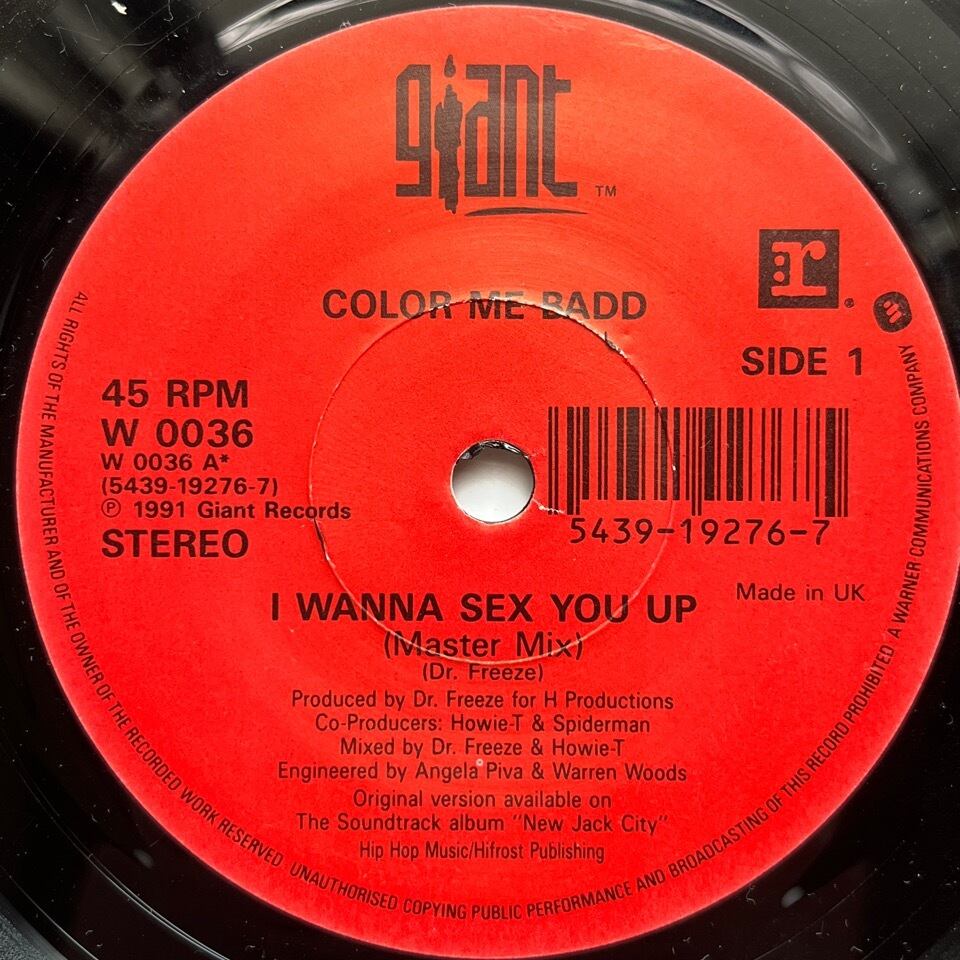 giant ™
r ®
COLOR ME BADD
SIDE 1
45 RPM
W 0036
W 0036 A*
(5439-19276-7)
℗ 1991 Giant Records
STEREO
5439-19276-7
Made in UK
I WANNA SEX YOU UP
(Master Mix)
(Dr. Freeze)
Produced by Dr. Freeze for H Productions
Co-Producers: Howie-T & Spiderman
Mixed by Dr. Freeze & Howie-T
Engineered by Angela Piva & Warren Woods
Original version available on
The Soundtrack album "New Jack City"
Hip Hop Music/Hifrost Publishing
ALL RIGHTS OF THE MANUFACTURER AND OF THE OWNER OF THE RECORDED WORK RESERVED. UNAUTHORISED COPYING PUBLIC PERFORMANCE AND BROADCASTING OF THIS RECORD PROHIBITED A WARNER COMMUNICATIONS COMPANY